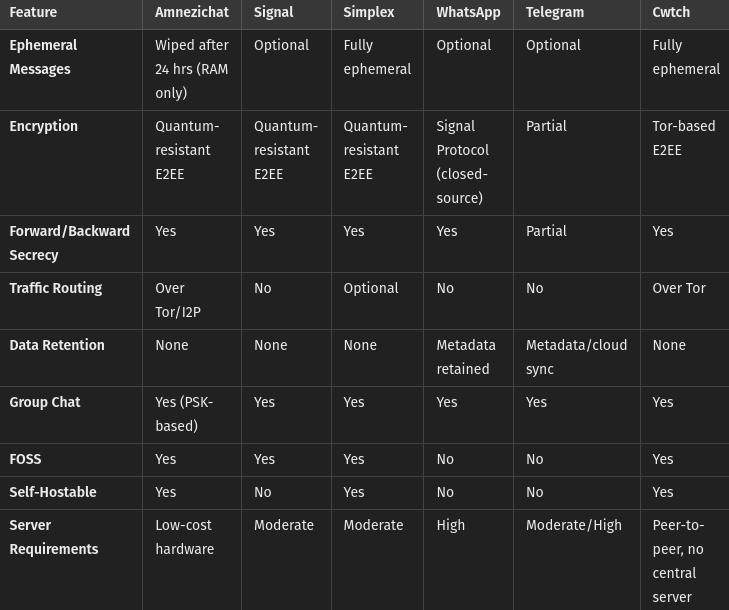 Feature Amnezichat Signal Simplex WhatsApp Telegram Cwtch
Ephemeral Wiped after Optional Fully Optional Optional Fully
Messages 24 hrs (RAM ephemeral ephemeral
only)
Encryption Quantum- Quantum- Quantum- Signal Partial Tor-based
resistant resistant resistant Protocol E2EE
E2EE E2EE E2EE (closed-
source)
Forward/Backward Yes Yes Yes Yes Partial Yes
Secrecy
Traffic Routing Over No Optional No No Over Tor
Tor/I2P
Data Retention None None None Metadata Metadata/cloud None
retained sync
Group Chat Yes (PSK- Yes Yes Yes Yes Yes
based)
FOSS Yes Yes Yes No No Yes
Self-Hostable Yes No Yes No No Yes
Server Low-cost Moderate Moderate High Moderate/High Peer-to-
Requirements hardware peer, no
central
server